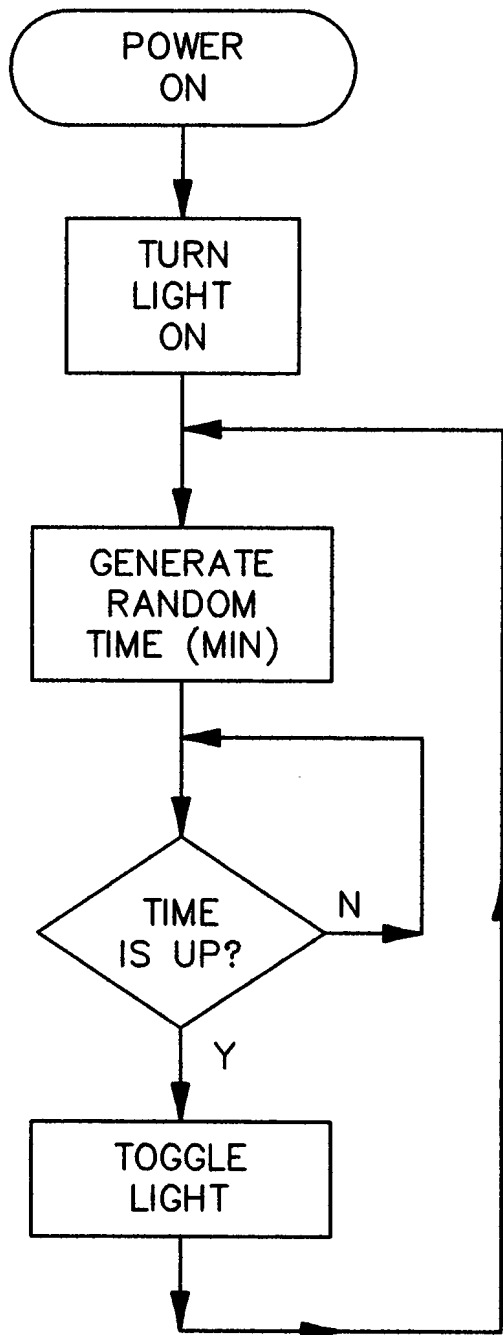 POWER
ON
TURN
LIGHT
ON
GENERATE
RANDOM
TIME (MIN)
TIME
IS UP?
N
Y
TOGGLE
LIGHT